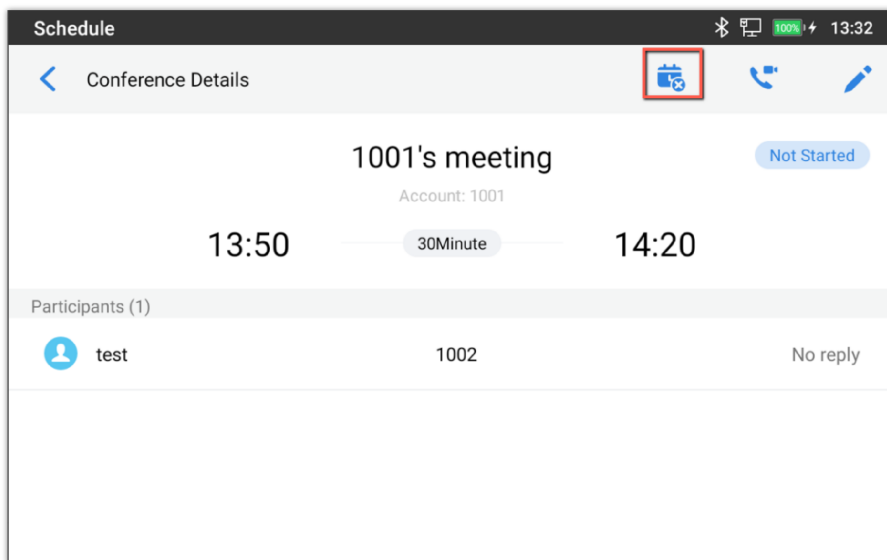 Schedule 100% 13:32
Conference Details
1001's meeting
Not Started
Account: 1001
13:50 30Minute 14:20
Participants (1)
test 1002 No reply